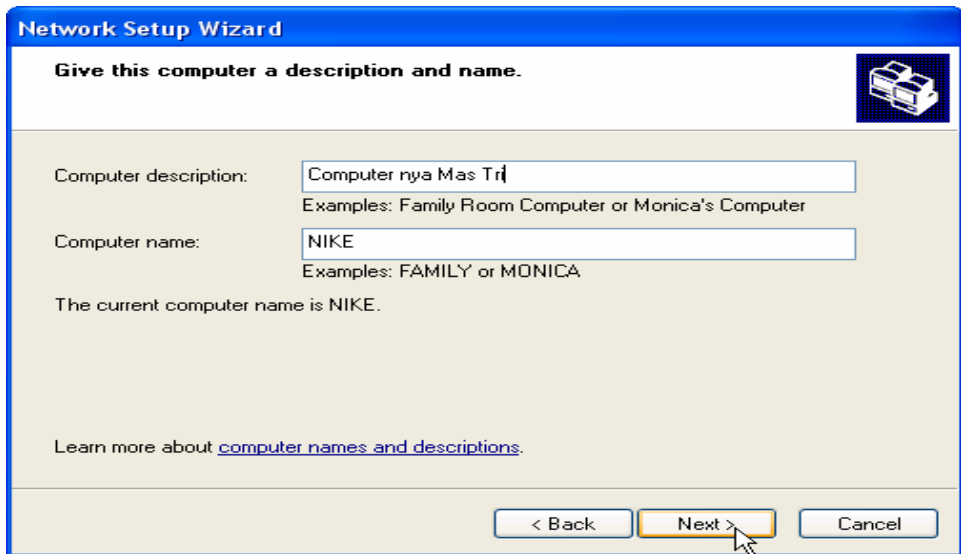 Network Setup Wizard
Give this computer a description and name.
Computer description: Computer nya Mas Tri
Examples: Family Room Computer or Monica's Computer
Computer name: NIKE
Examples: FAMILY or MONICA
The current computer name is NIKE.
Learn more about computer names and descriptions.
< Back Next > Cancel